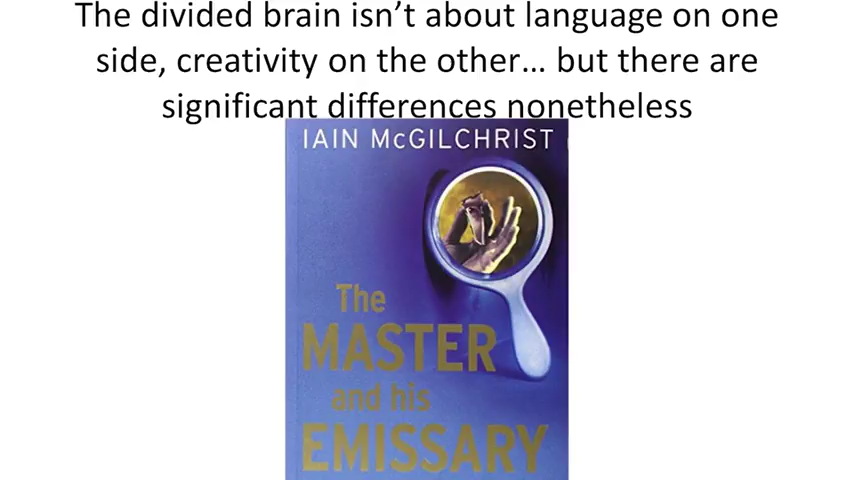 The divided brain isn’t about language on one
side, creativity on the other… but there are
significant differences nonetheless
IAIN McGILCHRIST
The
MASTER
and his
EMISSARY